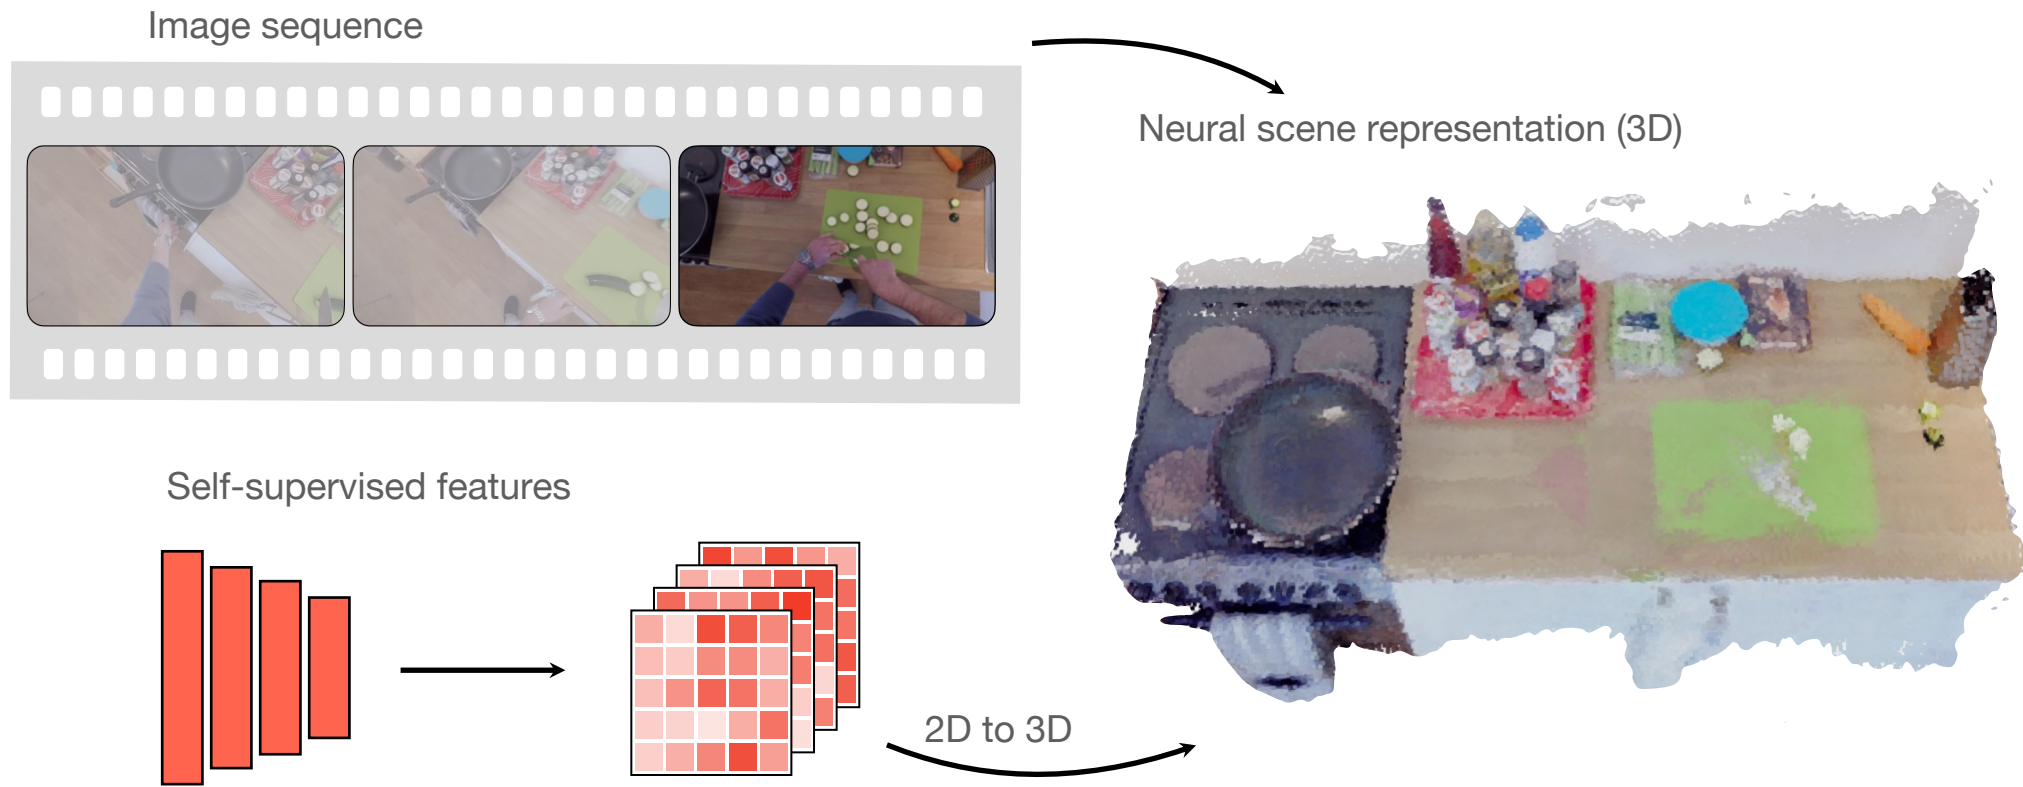 Image sequence
Neural scene representation (3D)
Self-supervised features
2D to 3D